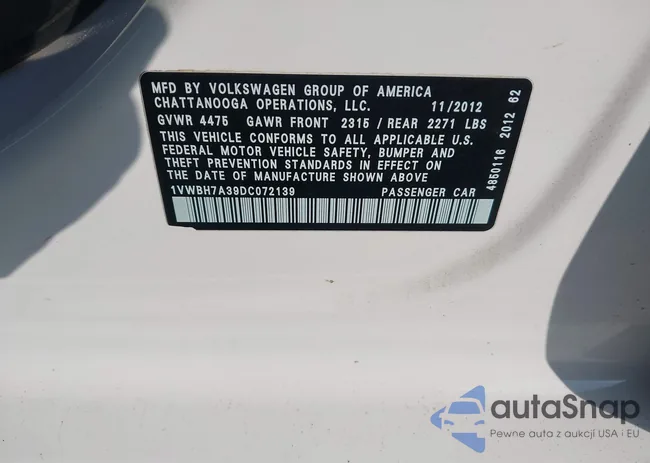 MFD BY VOLKSWAGEN GROUP OF AMERICA
CHATTANOOGA OPERATIONS, LLC. 11/2012
GVWR 4475 GAWR FRONT 2315 / REAR 2271 LBS
THIS VEHICLE CONFORMS TO ALL APPLICABLE U.S.
FEDERAL MOTOR VEHICLE SAFETY, BUMPER AND
THEFT PREVENTION STANDARDS IN EFFECT ON
THE DATE OF MANUFACTURE SHOWN ABOVE
1VWBH7A39DC072139 PASSENGER CAR
4850116 2012 62
autaSnap
Pewne auta z aukcji USA i EU